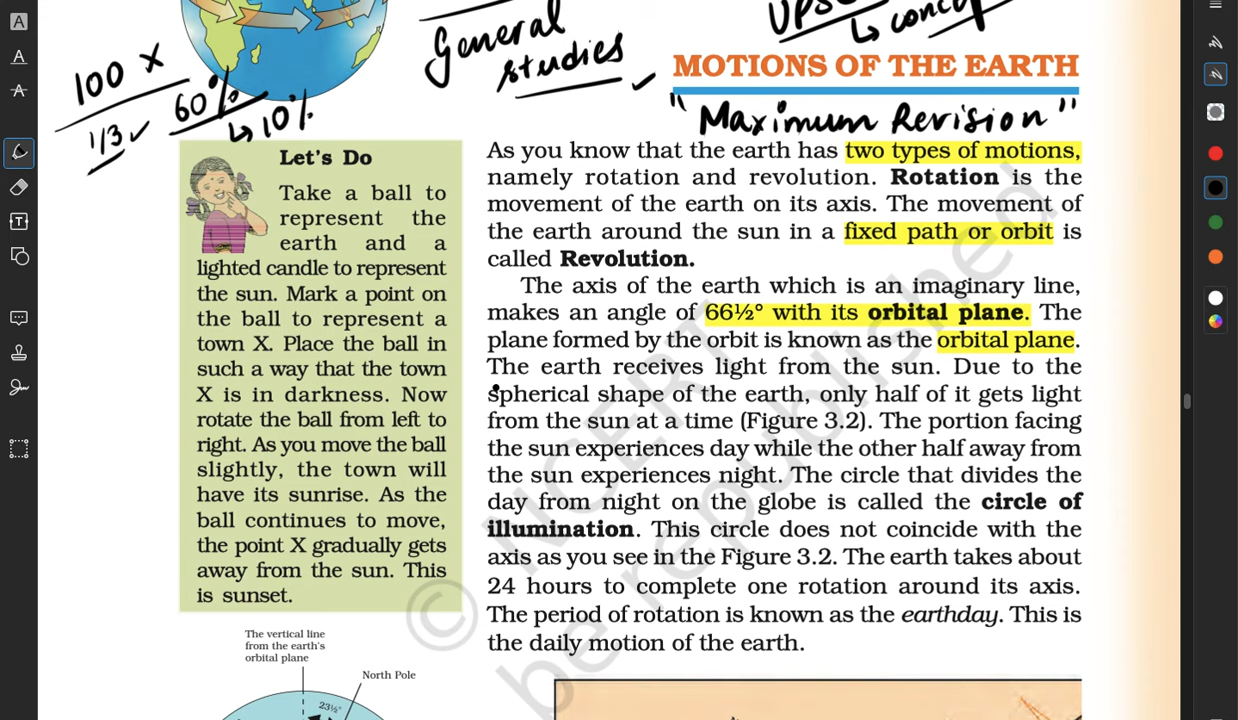 General
studies
UPSC
↳ concep
100 X
1/3 ✓
60%
↳ 10%
MOTIONS OF THE EARTH
"Maximum Revision"
Let's Do
Take a ball to
represent the
earth and a
lighted candle to represent
the sun. Mark a point on
the ball to represent a
town X. Place the ball in
such a way that the town
X is in darkness. Now
rotate the ball from left to
right. As you move the ball
slightly, the town will
have its sunrise. As the
ball continues to move,
the point X gradually gets
away from the sun. This
is sunset.
As you know that the earth has two types of motions,
namely rotation and revolution. Rotation is the
movement of the earth on its axis. The movement of
the earth around the sun in a fixed path or orbit is
called Revolution.
The axis of the earth which is an imaginary line,
makes an angle of 66½° with its orbital plane. The
plane formed by the orbit is known as the orbital plane.
The earth receives light from the sun. Due to the
spherical shape of the earth, only half of it gets light
from the sun at a time (Figure 3.2). The portion facing
the sun experiences day while the other half away from
the sun experiences night. The circle that divides the
day from night on the globe is called the circle of
illumination. This circle does not coincide with the
axis as you see in the Figure 3.2. The earth takes about
24 hours to complete one rotation around its axis.
The period of rotation is known as the earthday. This is
the daily motion of the earth.
The vertical line
from the earth's
orbital plane
North Pole
23½°
© NCERT
be republished